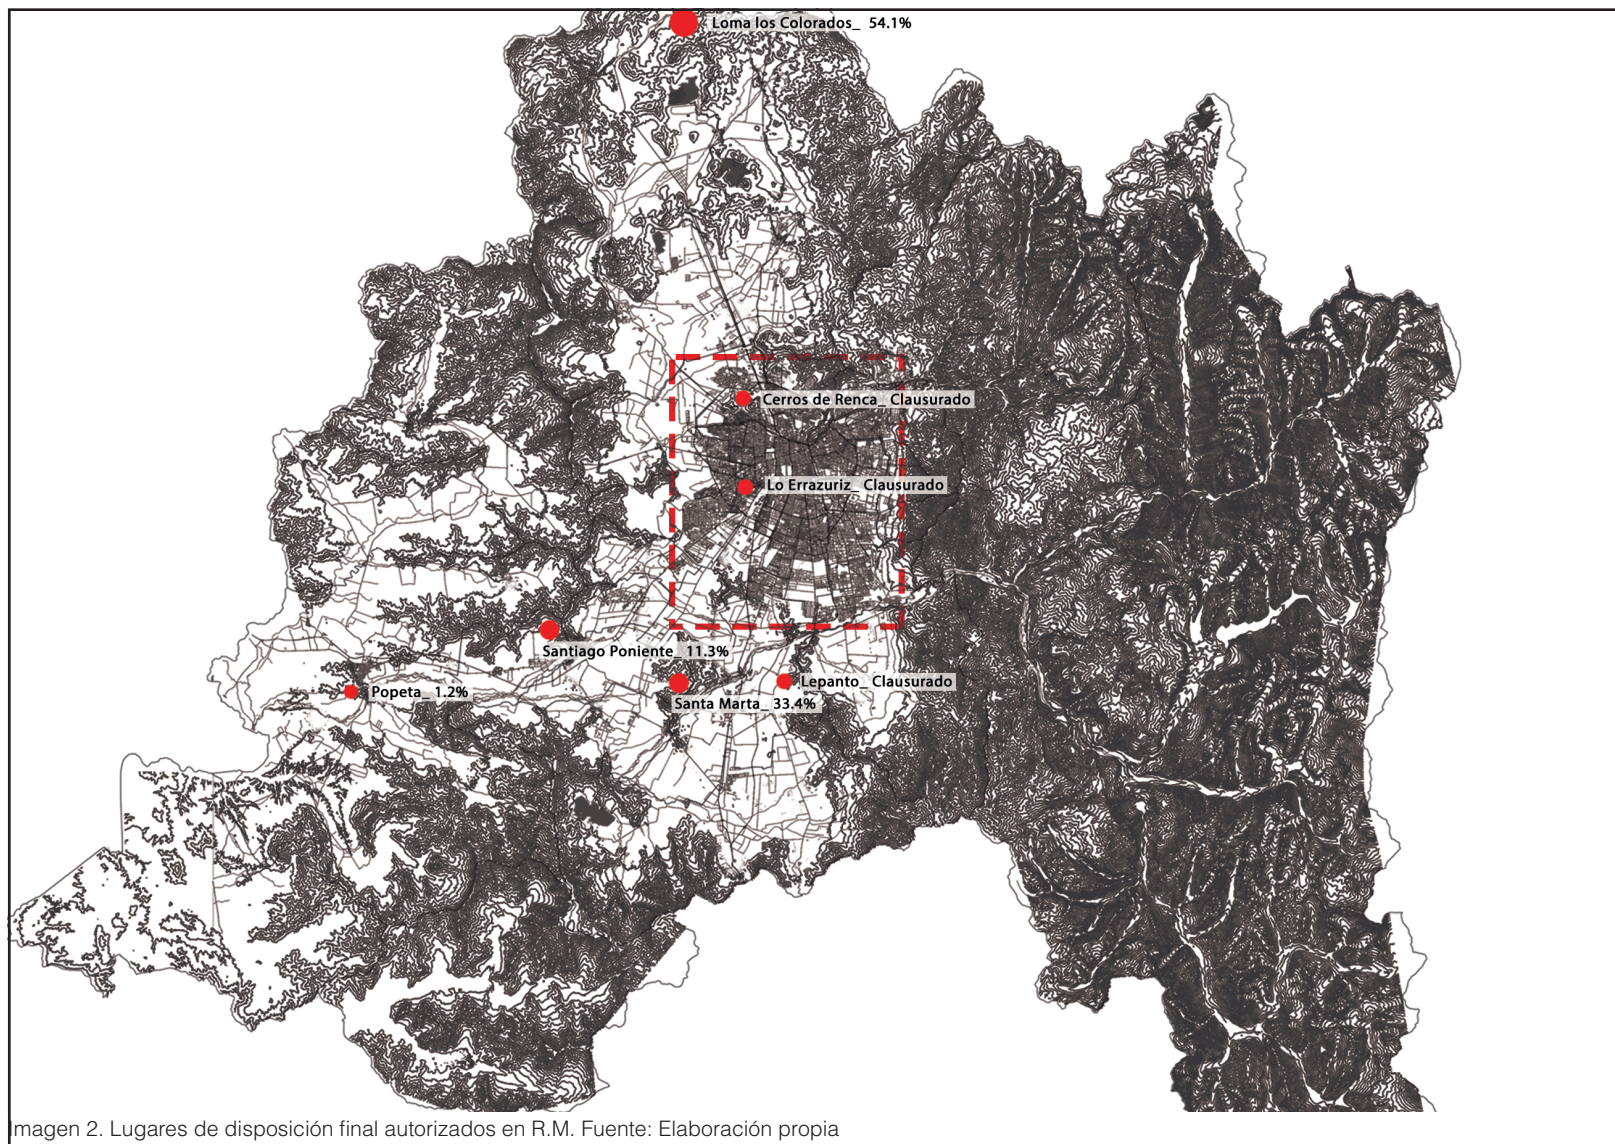 Loma los Colorados_ 54.1%
Cerros de Renca_ Clausurado
Lo Errazuriz_ Clausurado
Santiago Poniente_ 11.3%
Popeta_ 1.2%
Lepanto_ Clausurado
Santa Marta_ 33.4%
Imagen 2. Lugares de disposición final autorizados en R.M. Fuente: Elaboración propia